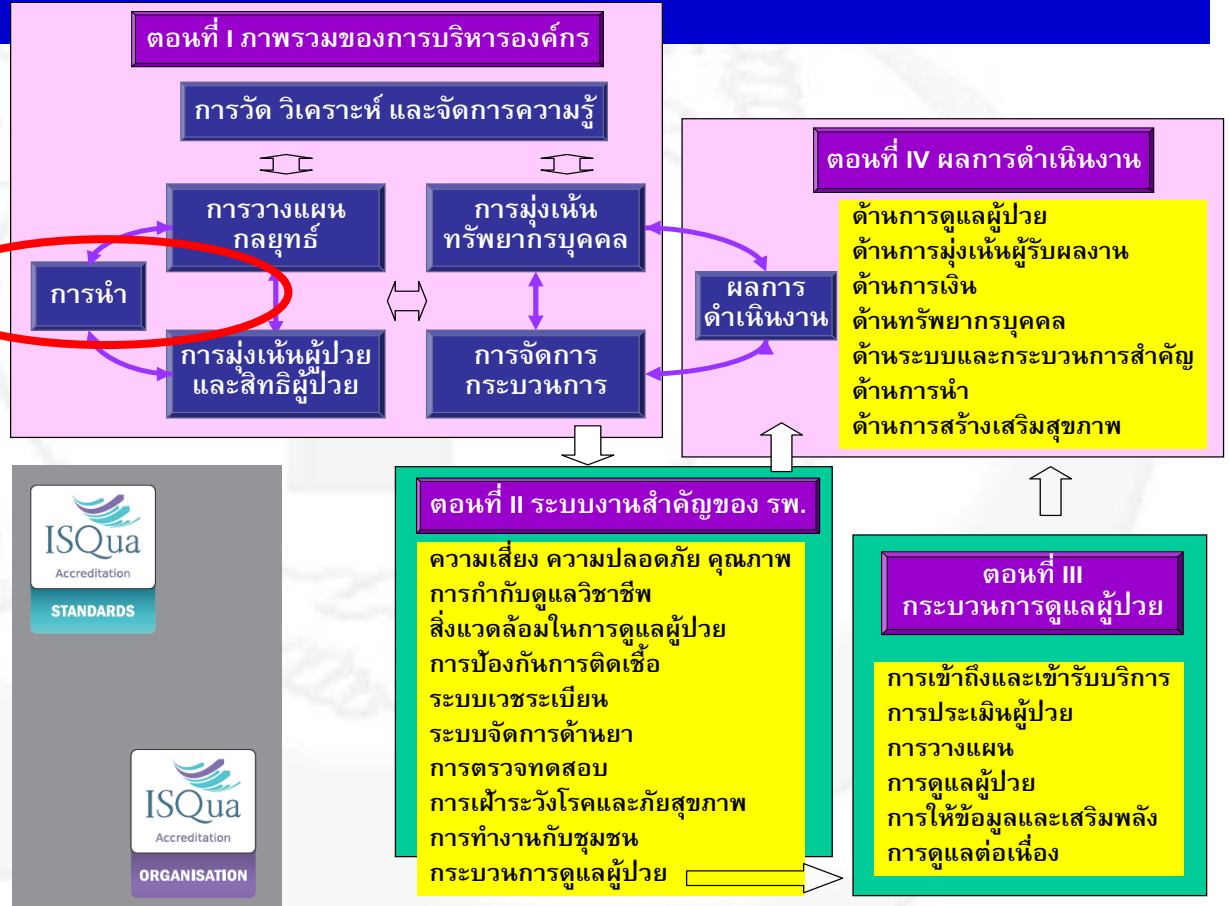 ตอนที่ I ภาพรวมของการบริหารองค์กร
การวัด วิเคราะห์ และจัดการความรู้
การวางแผน
กลยุทธ์
การมุ่งเน้น
ทรัพยากรบุคคล
การนำ
การมุ่งเน้นผู้ป่วย
และสิทธิผู้ป่วย
การจัดการ
กระบวนการ
ผลการ
ดำเนินงาน
ตอนที่ IV ผลการดำเนินงาน
ด้านการดูแลผู้ป่วย
ด้านการมุ่งเน้นผู้รับผลงาน
ด้านการเงิน
ด้านทรัพยากรบุคคล
ด้านระบบและกระบวนการสำคัญ
ด้านการนำ
ด้านการสร้างเสริมสุขภาพ
ISQua
Accreditation
STANDARDS
ISQua
Accreditation
ORGANISATION
ตอนที่ II ระบบงานสำคัญของ รพ.
ความเสี่ยง ความปลอดภัย คุณภาพ
การกำกับดูแลวิชาชีพ
สิ่งแวดล้อมในการดูแลผู้ป่วย
การป้องกันการติดเชื้อ
ระบบเวชระเบียน
ระบบจัดการด้านยา
การตรวจทดสอบ
การเฝ้าระวังโรคและภัยสุขภาพ
การทำงานกับชุมชน
กระบวนการดูแลผู้ป่วย
ตอนที่ III
กระบวนการดูแลผู้ป่วย
การเข้าถึงและเข้ารับบริการ
การประเมินผู้ป่วย
การวางแผน
การดูแลผู้ป่วย
การให้ข้อมูลและเสริมพลัง
การดูแลต่อเนื่อง